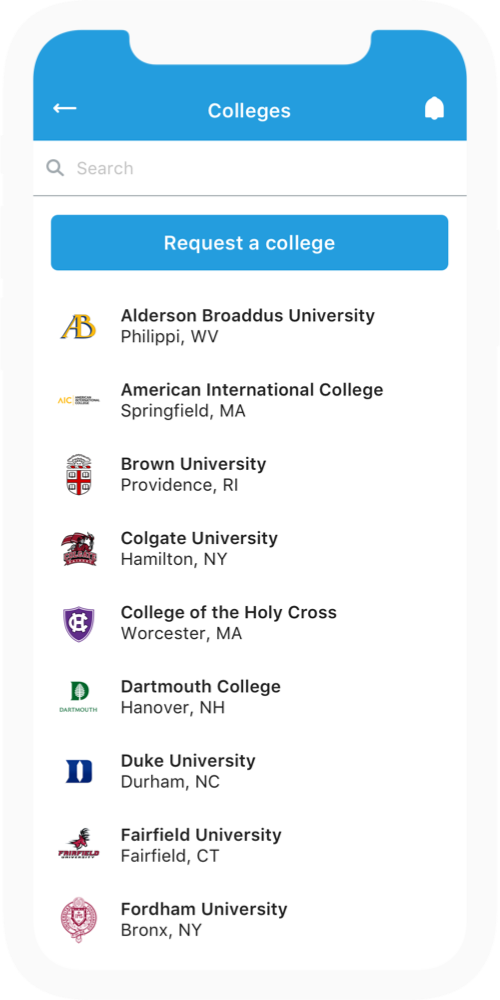 Colleges
Search
Request a college
AB
Alderson Broaddus University
Philippi, WV
AIC AMERICAN
INTERNATIONAL
COLLEGE
American International College
Springfield, MA
Brown University
Providence, RI
Colgate University
Hamilton, NY
HC
College of the Holy Cross
Worcester, MA
D
DARTMOUTH
Dartmouth College
Hanover, NH
D
Duke University
Durham, NC
FAIRFIELD
UNIVERSITY
Fairfield University
Fairfield, CT
Fordham University
Bronx, NY